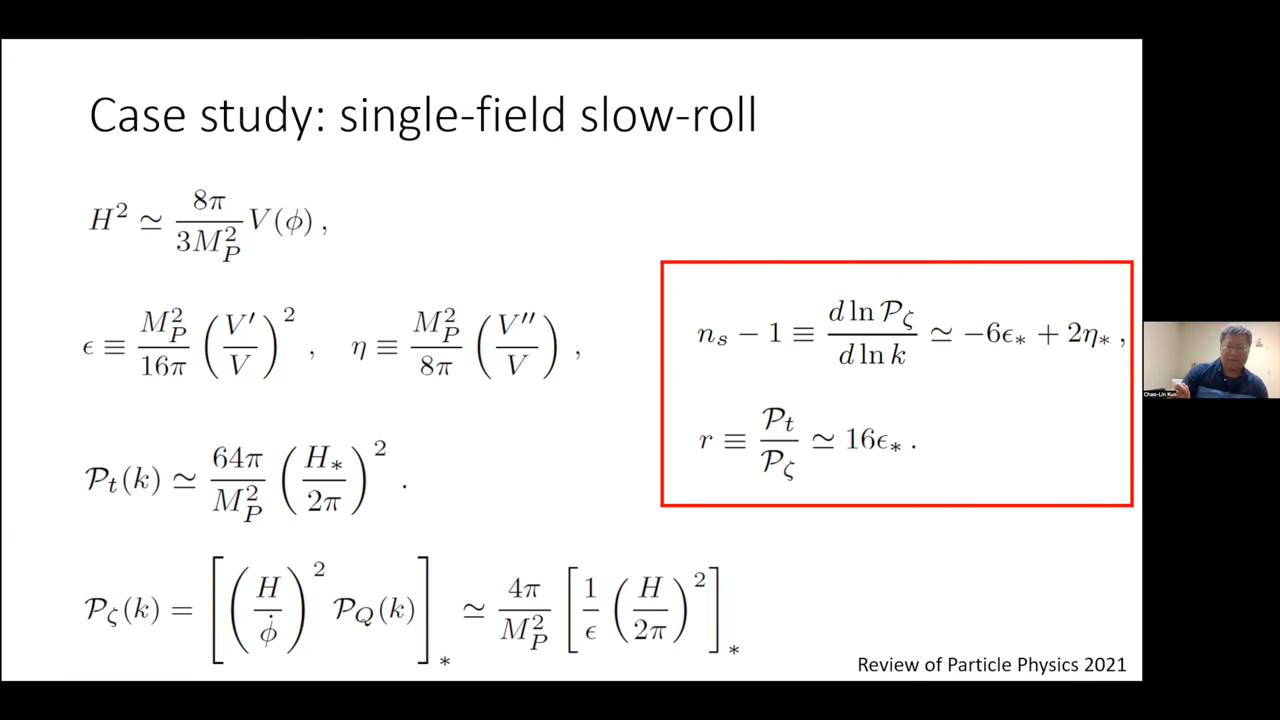 Case study: single-field slow-roll
H² ≃ 8π / 3M_P² V(ϕ) ,
ϵ ≡ M_P² / 16π (V′ / V)² , η ≡ M_P² / 8π (V″ / V) ,
P_t(k) ≃ 64π / M_P² (H_* / 2π)² .
P_ζ(k) = [(H / ϕ̇)² P_Q(k)]_* ≃ 4π / M_P² [1 / ϵ (H / 2π)²]_*
n_s − 1 ≡ d ln P_ζ / d ln k ≃ −6ϵ_* + 2η_* ,
r ≡ P_t / P_ζ ≃ 16ϵ_* .
Review of Particle Physics 2021
Chao-Lin Kuo